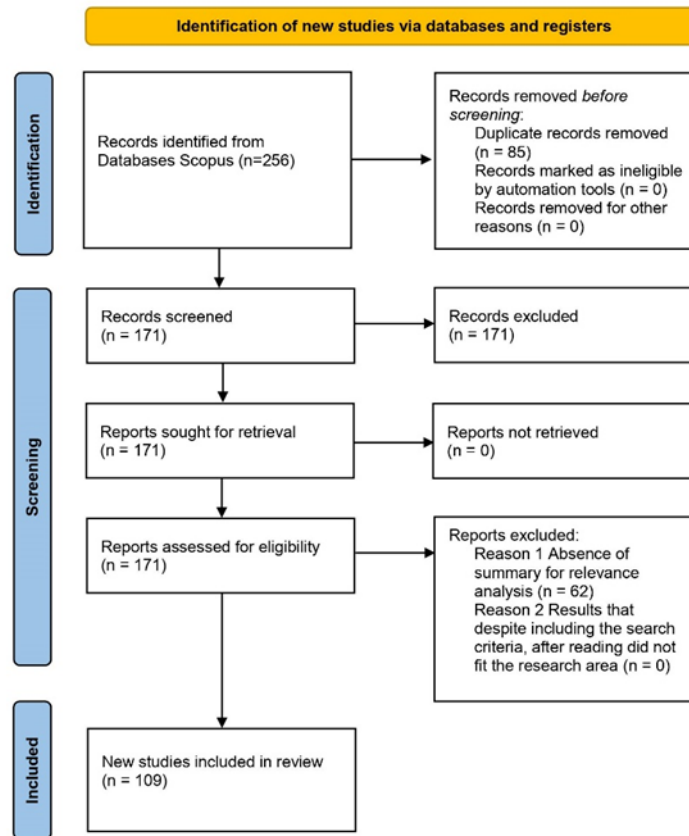 Identification of new studies via databases and registers
Identification
Records identified from
Databases Scopus (n=256)
Records removed before
screening:
Duplicate records removed
(n = 85)
Records marked as ineligible
by automation tools (n = 0)
Records removed for other
reasons (n = 0)
Screening
Records screened
(n = 171)
Records excluded
(n = 171)
Reports sought for retrieval
(n = 171)
Reports not retrieved
(n = 0)
Reports assessed for eligibility
(n = 171)
Reports excluded:
Reason 1 Absence of
summary for relevance
analysis (n = 62)
Reason 2 Results that
despite including the search
criteria, after reading did not
fit the research area (n = 0)
Included
New studies included in review
(n = 109)